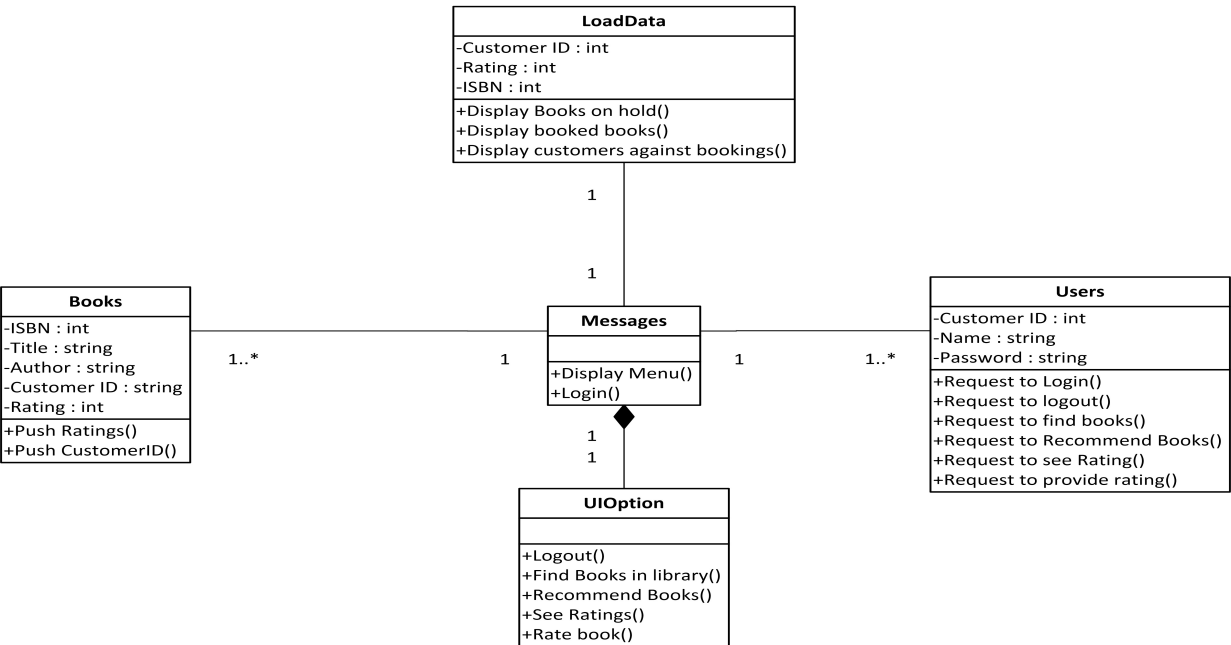 LoadData
-Customer ID : int
-Rating : int
-ISBN : int
+Display Books on hold()
+Display booked books()
+Display customers against bookings()
1
1
Books
-ISBN : int
-Title : string
-Author : string
-Customer ID : string
-Rating : int
+Push Ratings()
+Push CustomerID()
1..*
1
Messages
+Display Menu()
+Login()
1
1..*
Users
-Customer ID : int
-Name : string
-Password : string
+Request to Login()
+Request to logout()
+Request to find books()
+Request to Recommend Books()
+Request to see Rating()
+Request to provide rating()
1
1
UIOption
+Logout()
+Find Books in library()
+Recommend Books()
+See Ratings()
+Rate book()